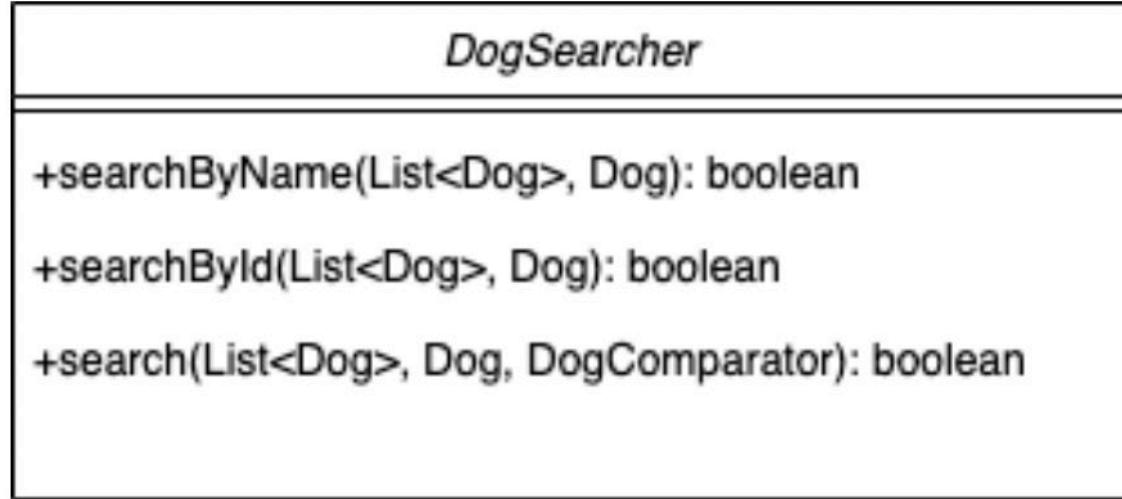 DogSearcher
+searchByName(List<Dog>, Dog): boolean
+searchById(List<Dog>, Dog): boolean
+search(List<Dog>, Dog, DogComparator): boolean